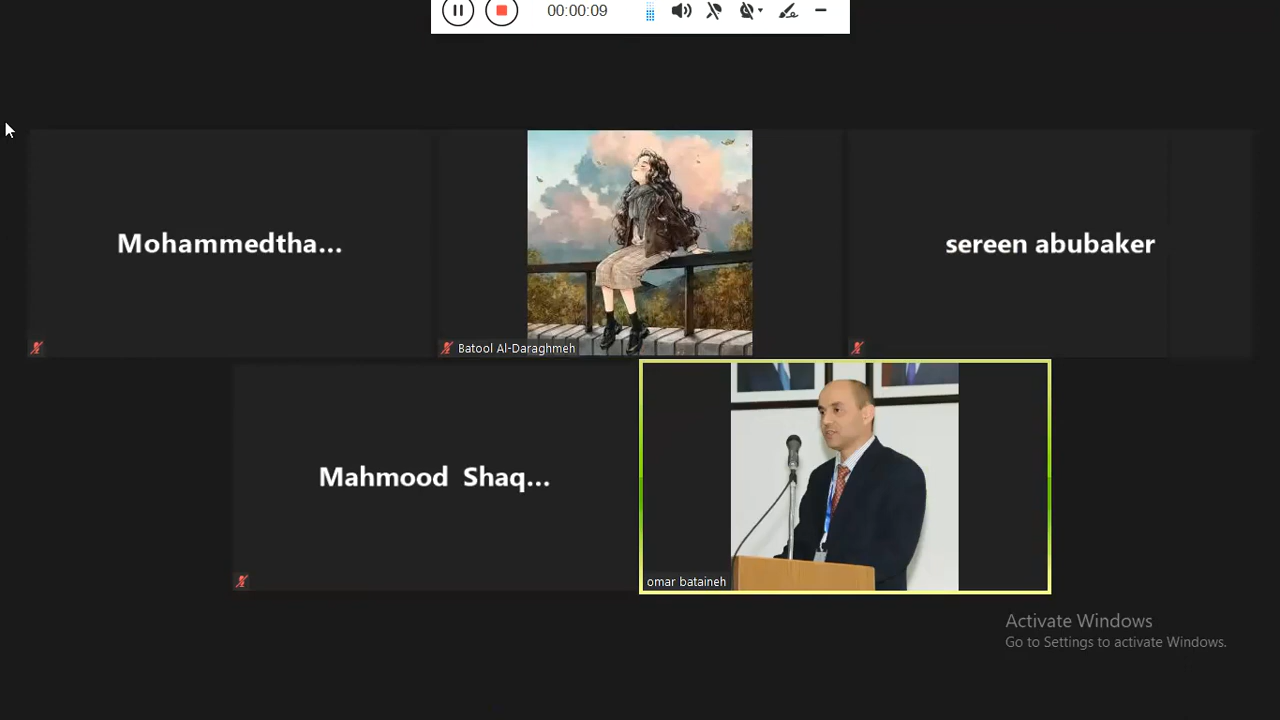 00:00:09
Mohammedtha...
Batool Al-Daraghmeh
sereen abubaker
Mahmood Shaq...
omar bataineh
Activate Windows
Go to Settings to activate Windows.